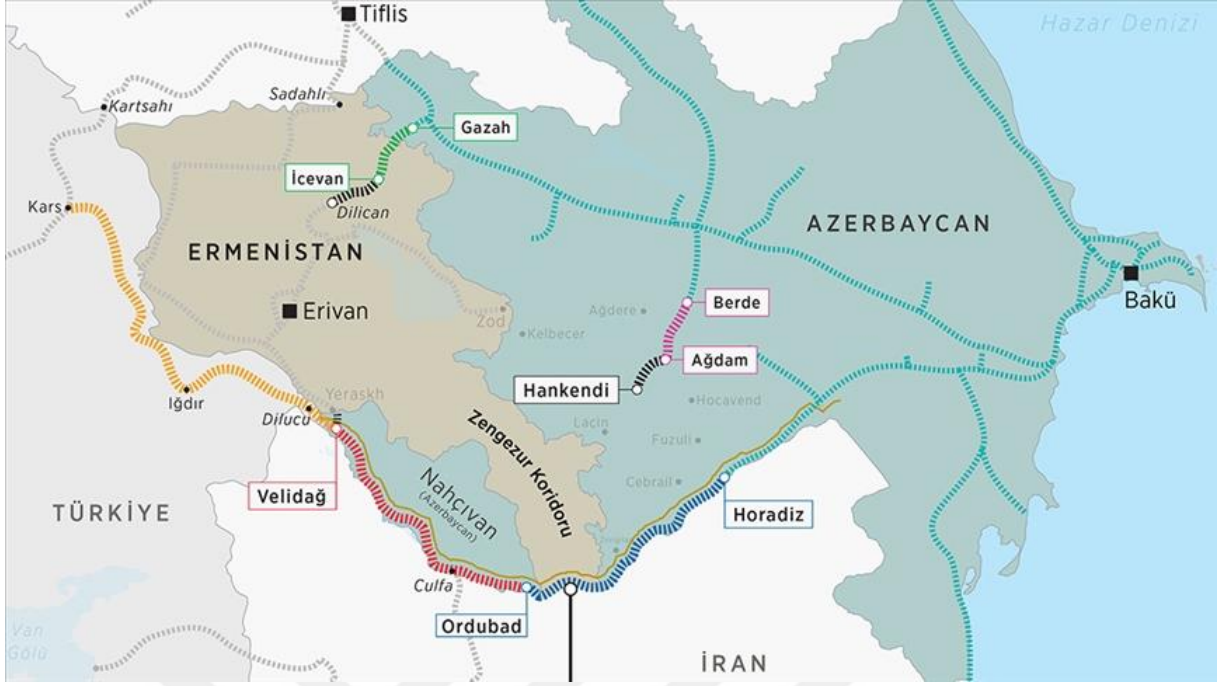 Tiflis
Hazar Denizi
Sadahlı
Kartsahı
Gazah
İcevan
Dilican
Kars
AZERBAYCAN
ERMENİSTAN
Bakü
Berde
Erivan
Ağdere
Zod
Kelbecer
Ağdam
Hankendi
Iğdır
Yeraskh
Hocavend
Dilucu
Laçin
Zengezur Koridoru
Fuzuli
Cebrail
Velidağ
Nahçıvan
(Azerbaycan)
Horadiz
TÜRKİYE
Culfa
Ordubad
Van
Gölü
İRAN